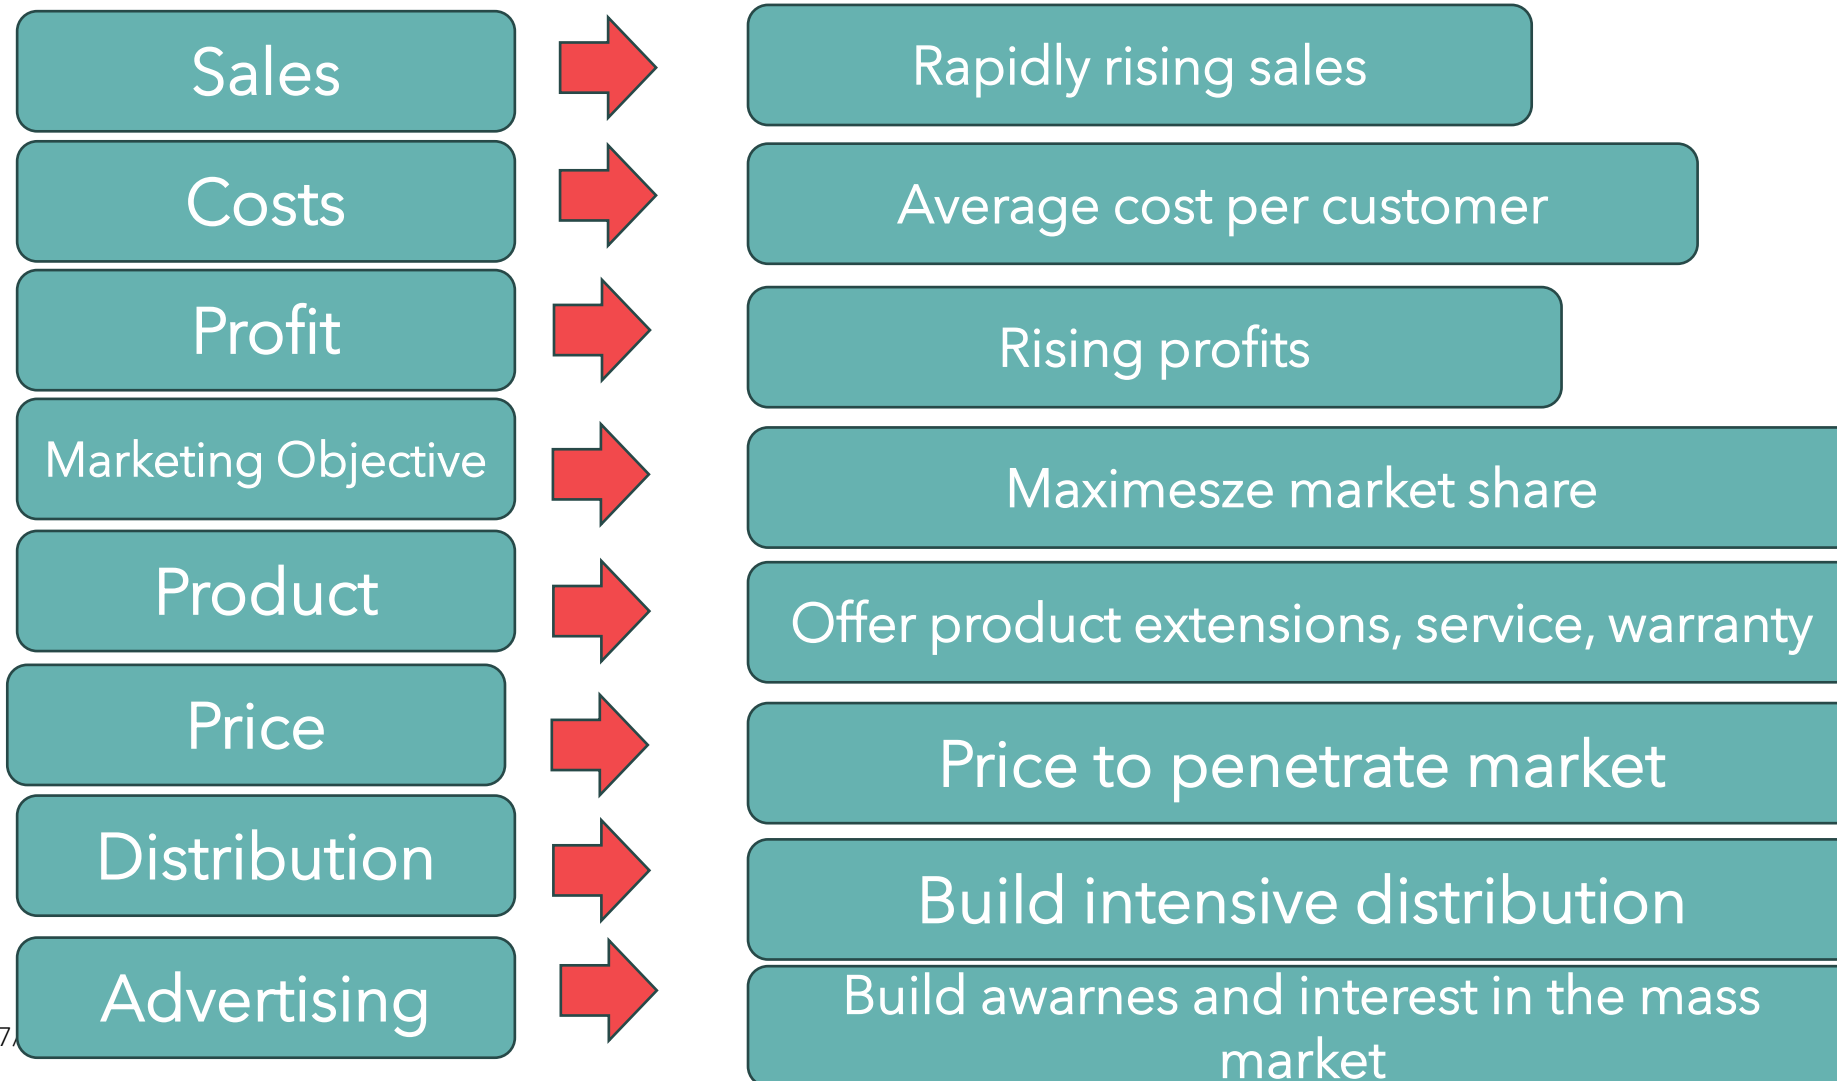 Sales
Rapidly rising sales
Costs
Average cost per customer
Profit
Rising profits
Marketing Objective
Maximesze market share
Product
Offer product extensions, service, warranty
Price
Price to penetrate market
Distribution
Build intensive distribution
Advertising
Build awarnes and interest in the mass
market
7/